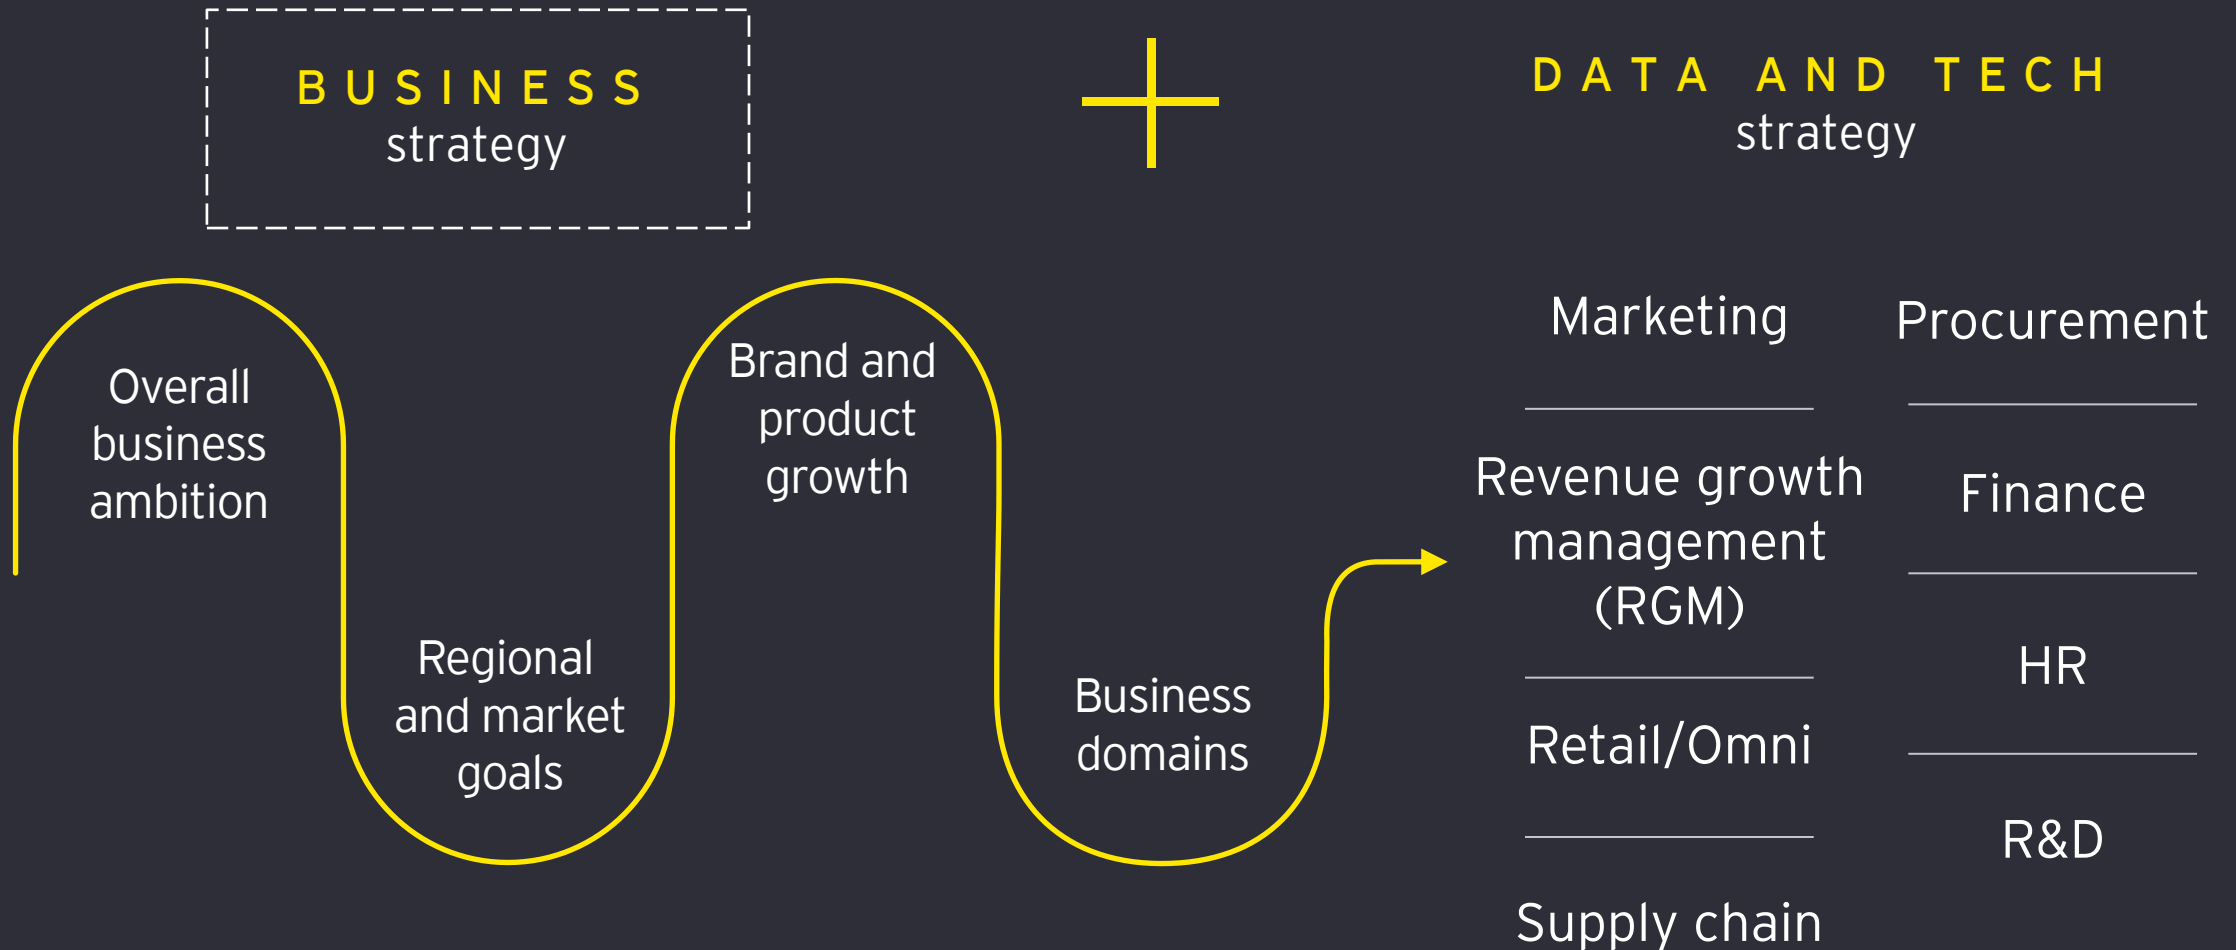 BUSINESS
strategy
DATA AND TECH
strategy
Overall
business
ambition
Regional
and market
goals
Brand and
product
growth
Business
domains
Marketing
Revenue growth
management
(RGM)
Retail/Omni
Supply chain
Procurement
Finance
HR
R&D